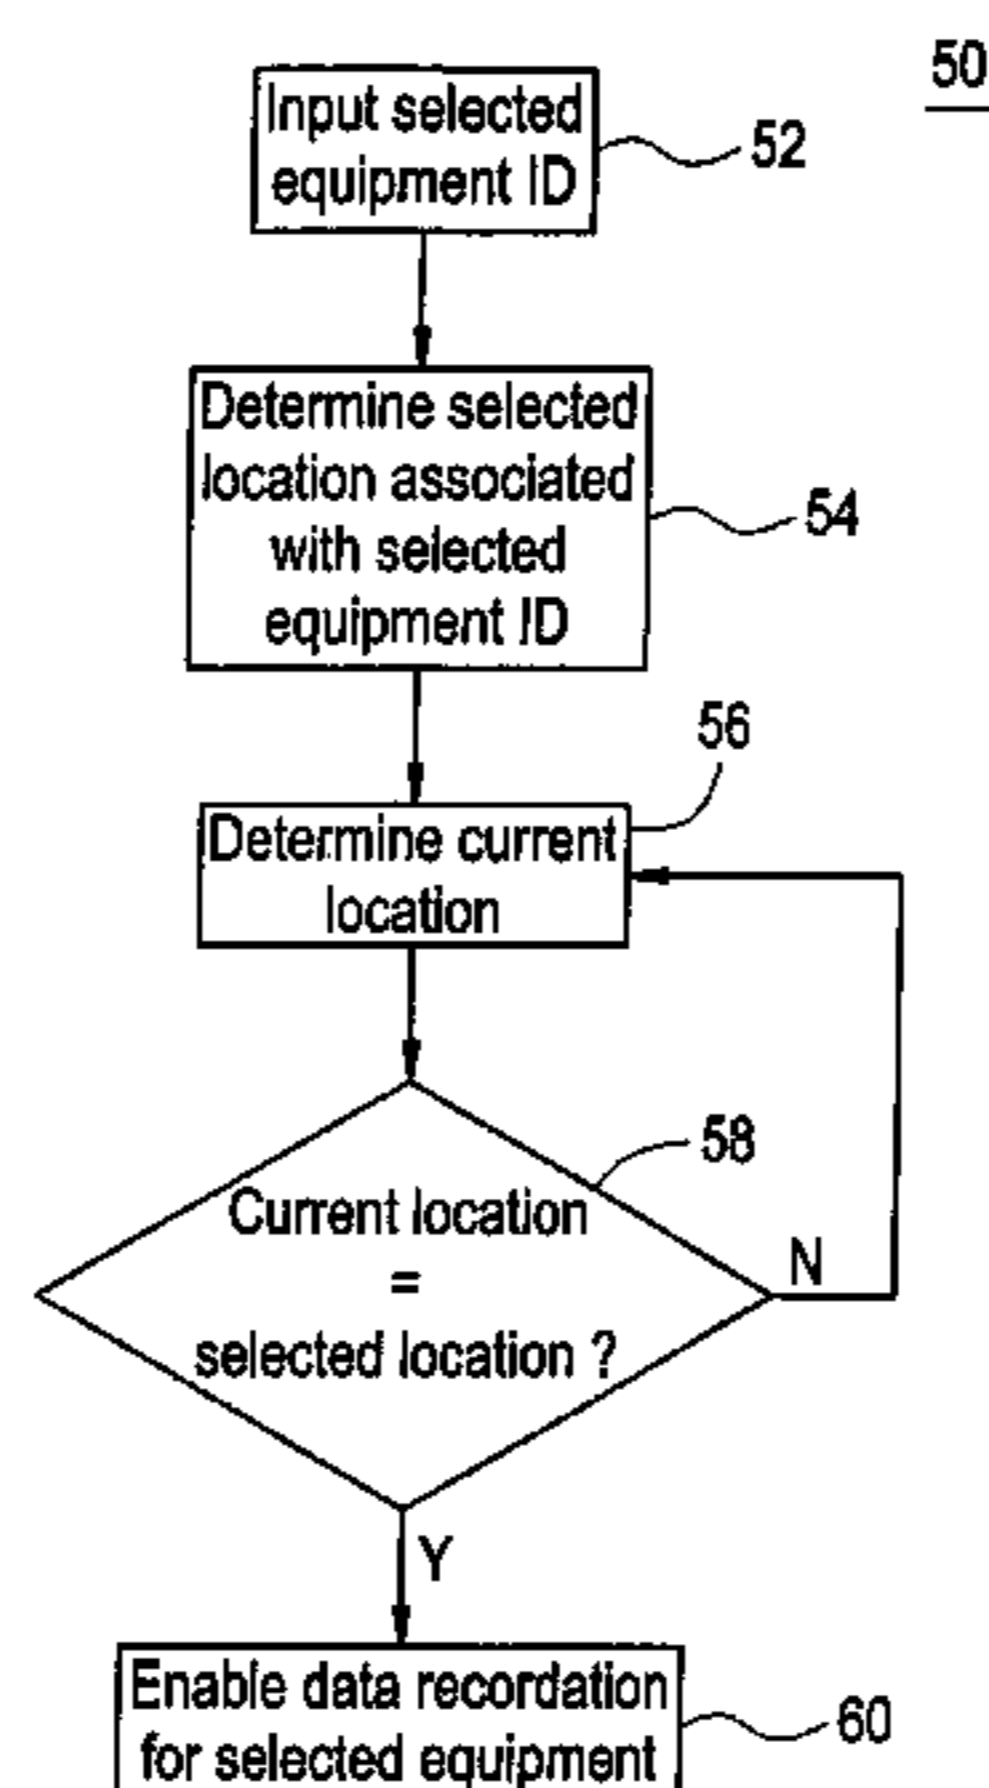 50
Input selected
equipment ID
52
Determine selected
location associated
with selected
equipment ID
54
56
Determine current
location
58
Current location
=
selected location ?
N
Y
Enable data recordation
for selected equipment
60